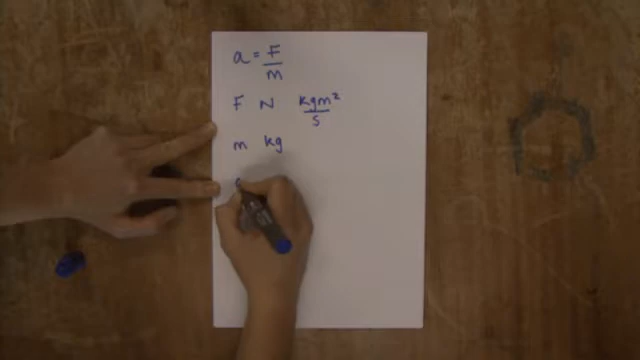 a = F/m
F N kgm²/s
m kg